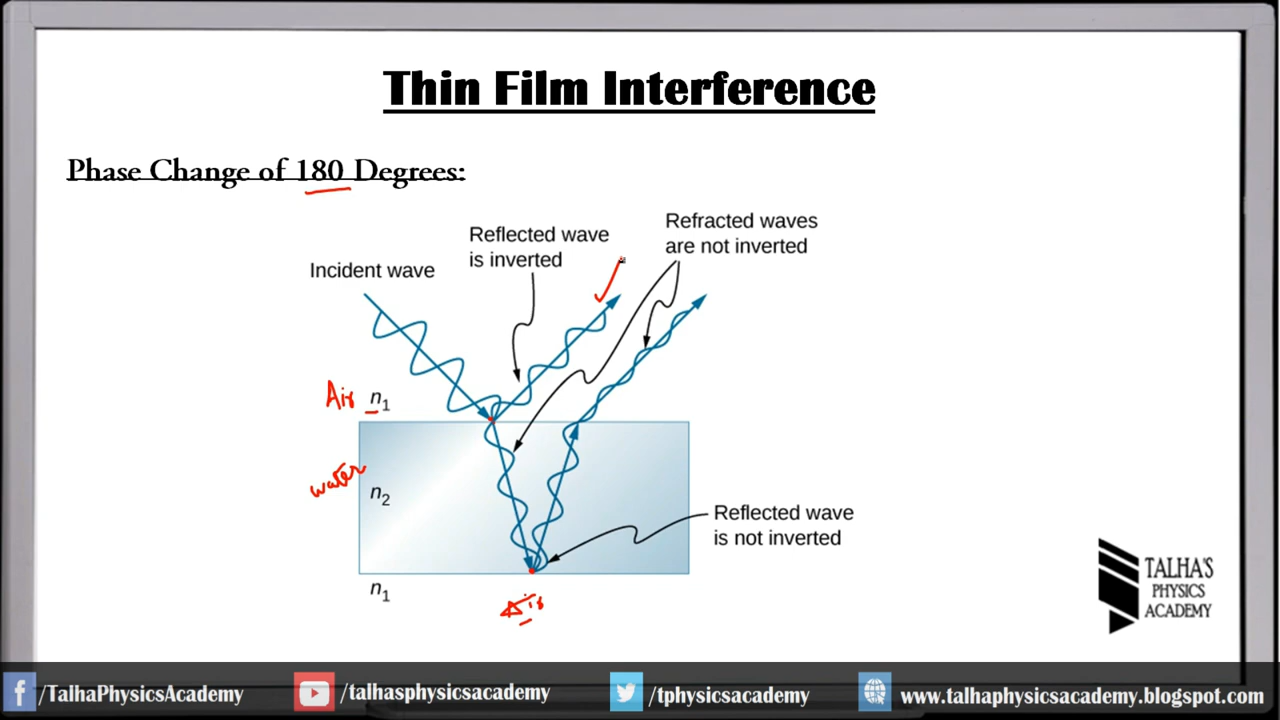 Thin Film Interference
Phase Change of 180 Degrees:
Reflected wave
is inverted
Refracted waves
are not inverted
Incident wave
Air n₁
water
n₂
Reflected wave
is not inverted
n₁
Air
TALHA'S
PHYSICS
ACADEMY
/TalhaPhysicsAcademy
/talhasphysicsacademy
/tphysicsacademy
www.talhaphysicsacademy.blogspot.com